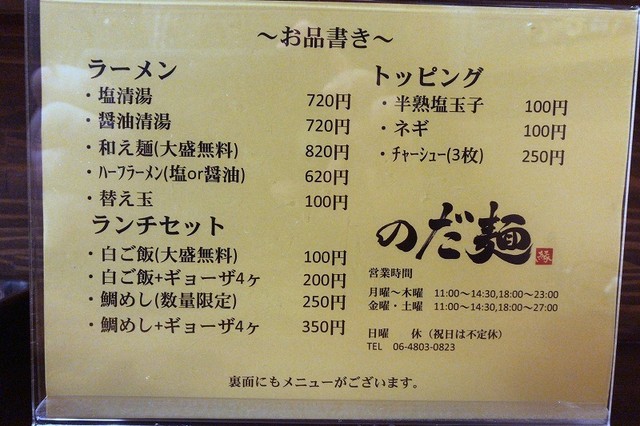 ～お品書き～
ラーメン
・塩清湯 720円
・醤油清湯 720円
・和え麺(大盛無料) 820円
・ﾊｰﾌﾗｰﾒﾝ(塩or醤油) 620円
・替え玉 100円
ランチセット
・白ご飯(大盛無料) 100円
・白ご飯+ギョーザ4ヶ 200円
・鯛めし(数量限定) 250円
・鯛めし+ギョーザ4ヶ 350円
トッピング
・半熟塩玉子 100円
・ネギ 100円
・ﾁｬｰｼｭｰ(3枚) 250円
のだ麺
縁
営業時間
月曜～木曜 11:00～14:30,18:00～23:00
金曜・土曜 11:00～14:30,18:00～27:00
日曜 休（祝日は不定休）
TEL 06-4803-0823
裏面にもメニューがございます。